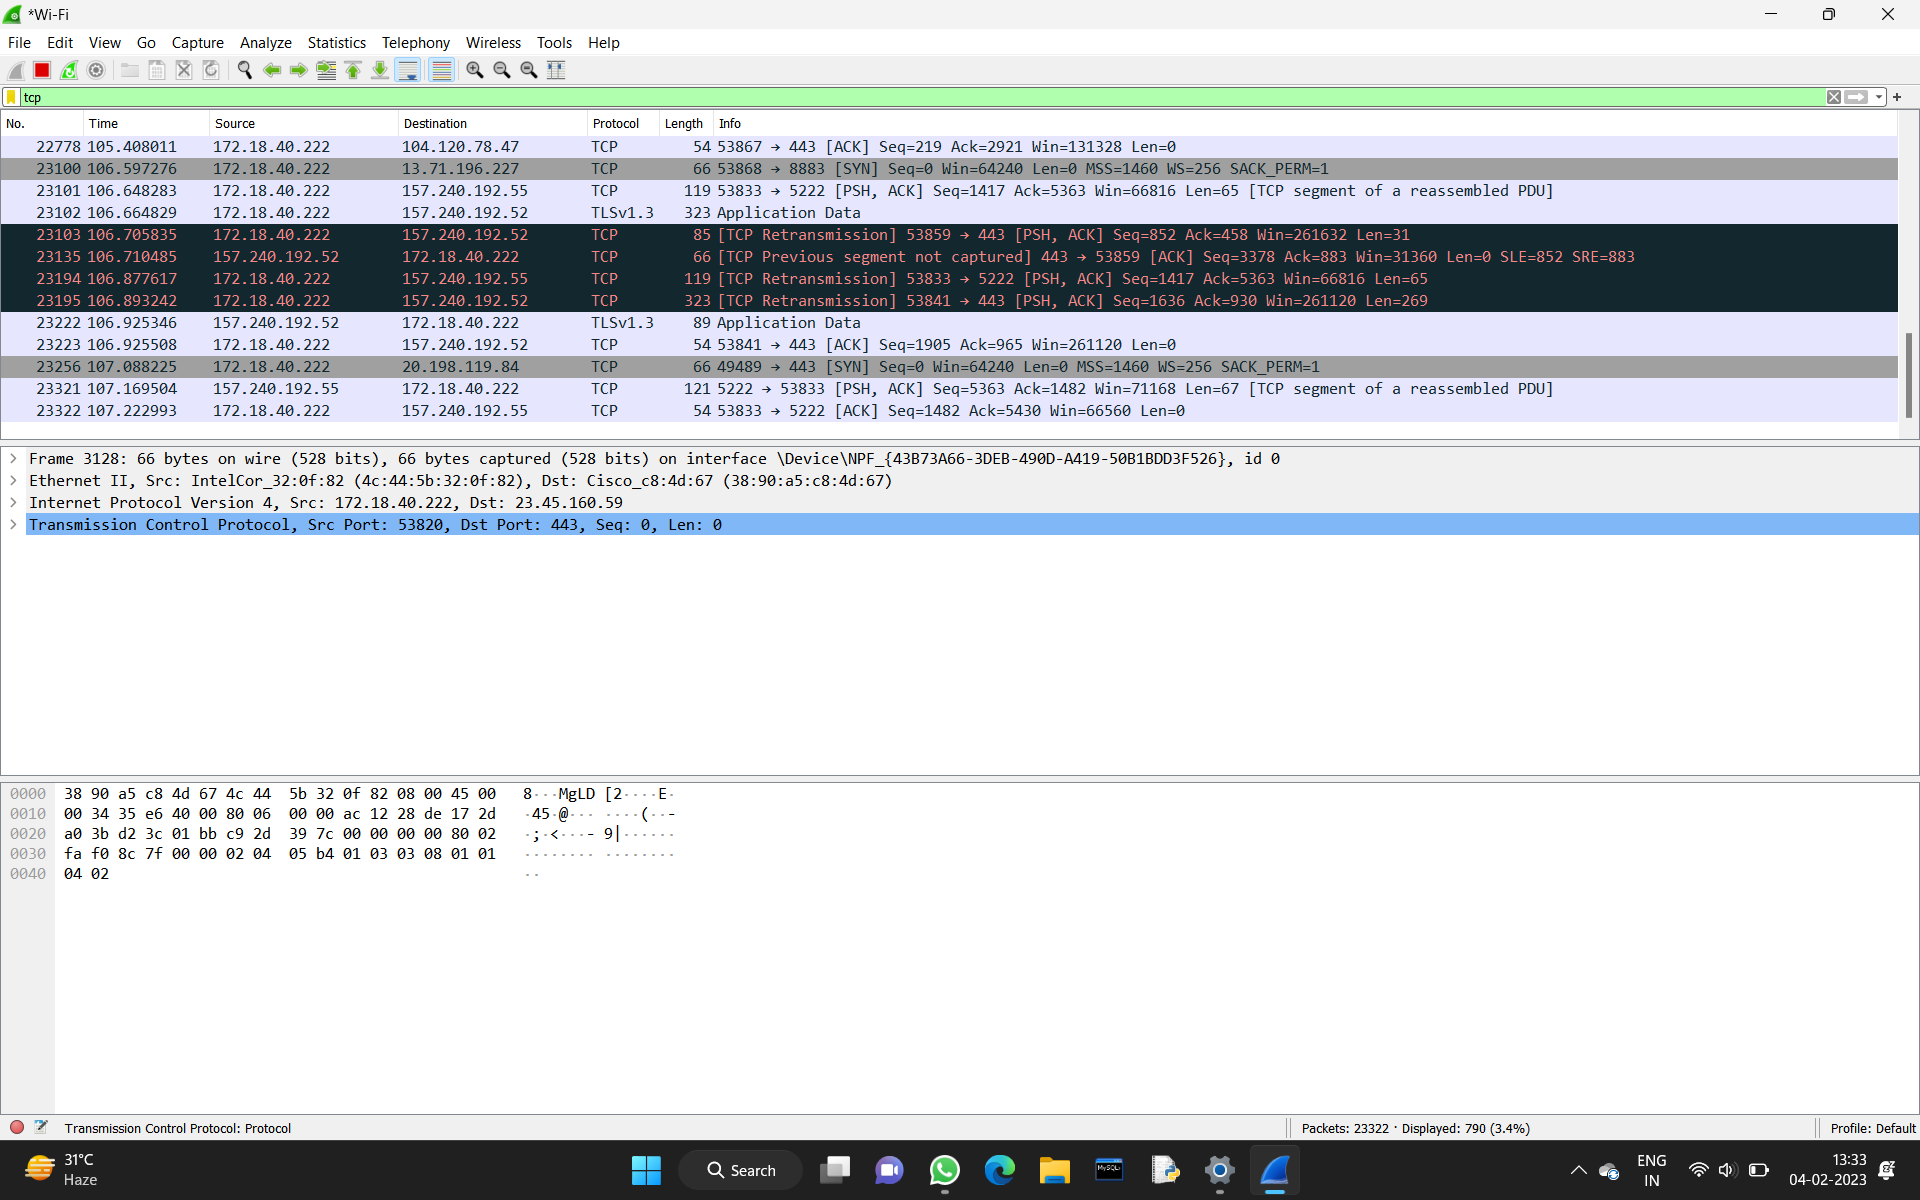 *Wi-Fi
File Edit View Go Capture Analyze Statistics Telephony Wireless Tools Help
tcp
No. Time Source Destination Protocol Length Info
22778 105.408011 172.18.40.222 104.120.78.47 TCP 54 53867 → 443 [ACK] Seq=219 Ack=2921 Win=131328 Len=0
23100 106.597276 172.18.40.222 13.71.196.227 TCP 66 53868 → 8883 [SYN] Seq=0 Win=64240 Len=0 MSS=1460 WS=256 SACK_PERM=1
23101 106.648283 172.18.40.222 157.240.192.55 TCP 119 53833 → 5222 [PSH, ACK] Seq=1417 Ack=5363 Win=66816 Len=65 [TCP segment of a reassembled PDU]
23102 106.664829 172.18.40.222 157.240.192.52 TLSv1.3 323 Application Data
23103 106.705835 172.18.40.222 157.240.192.52 TCP 85 [TCP Retransmission] 53859 → 443 [PSH, ACK] Seq=852 Ack=458 Win=261632 Len=31
23135 106.710485 157.240.192.52 172.18.40.222 TCP 66 [TCP Previous segment not captured] 443 → 53859 [ACK] Seq=3378 Ack=883 Win=31360 Len=0 SLE=852 SRE=883
23194 106.877617 172.18.40.222 157.240.192.55 TCP 119 [TCP Retransmission] 53833 → 5222 [PSH, ACK] Seq=1417 Ack=5363 Win=66816 Len=65
23195 106.893242 172.18.40.222 157.240.192.52 TCP 323 [TCP Retransmission] 53841 → 443 [PSH, ACK] Seq=1636 Ack=930 Win=261120 Len=269
23222 106.925346 157.240.192.52 172.18.40.222 TLSv1.3 89 Application Data
23223 106.925508 172.18.40.222 157.240.192.52 TCP 54 53841 → 443 [ACK] Seq=1905 Ack=965 Win=261120 Len=0
23256 107.088225 172.18.40.222 20.198.119.84 TCP 66 49489 → 443 [SYN] Seq=0 Win=64240 Len=0 MSS=1460 WS=256 SACK_PERM=1
23321 107.169504 157.240.192.55 172.18.40.222 TCP 121 5222 → 53833 [PSH, ACK] Seq=5363 Ack=1482 Win=71168 Len=67 [TCP segment of a reassembled PDU]
23322 107.222993 172.18.40.222 157.240.192.55 TCP 54 53833 → 5222 [ACK] Seq=1482 Ack=5430 Win=66560 Len=0
Frame 3128: 66 bytes on wire (528 bits), 66 bytes captured (528 bits) on interface \Device\NPF_{43B73A66-3DEB-490D-A419-50B1BDD3F526}, id 0
Ethernet II, Src: IntelCor_32:0f:82 (4c:44:5b:32:0f:82), Dst: Cisco_c8:4d:67 (38:90:a5:c8:4d:67)
Internet Protocol Version 4, Src: 172.18.40.222, Dst: 23.45.160.59
Transmission Control Protocol, Src Port: 53820, Dst Port: 443, Seq: 0, Len: 0
0000 38 90 a5 c8 4d 67 4c 44 5b 32 0f 82 08 00 45 00 8···MgLD [2····E·
0010 00 34 35 e6 40 00 80 06 00 00 ac 12 28 de 17 2d ·45·@··· ····(··-
0020 a0 3b d2 3c 01 bb c9 2d 39 7c 00 00 00 00 80 02 ·;·<···- 9|······
0030 fa f0 8c 7f 00 00 02 04 05 b4 01 03 03 08 01 01 ········ ········
0040 04 02 ··
Transmission Control Protocol: Protocol Packets: 23322 · Displayed: 790 (3.4%) Profile: Default
31°C
Haze
Search
MySQL
ENG
IN
13:33
04-02-2023